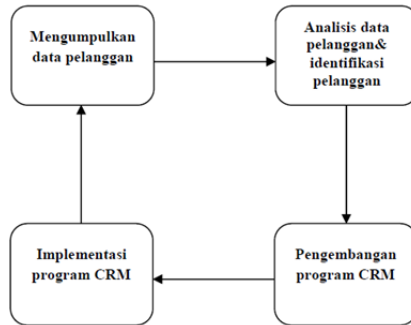 Mengumpulkan
data pelanggan
Analisis data
pelanggan&
identifikasi
pelanggan
Implementasi
program CRM
Pengembangan
program CRM